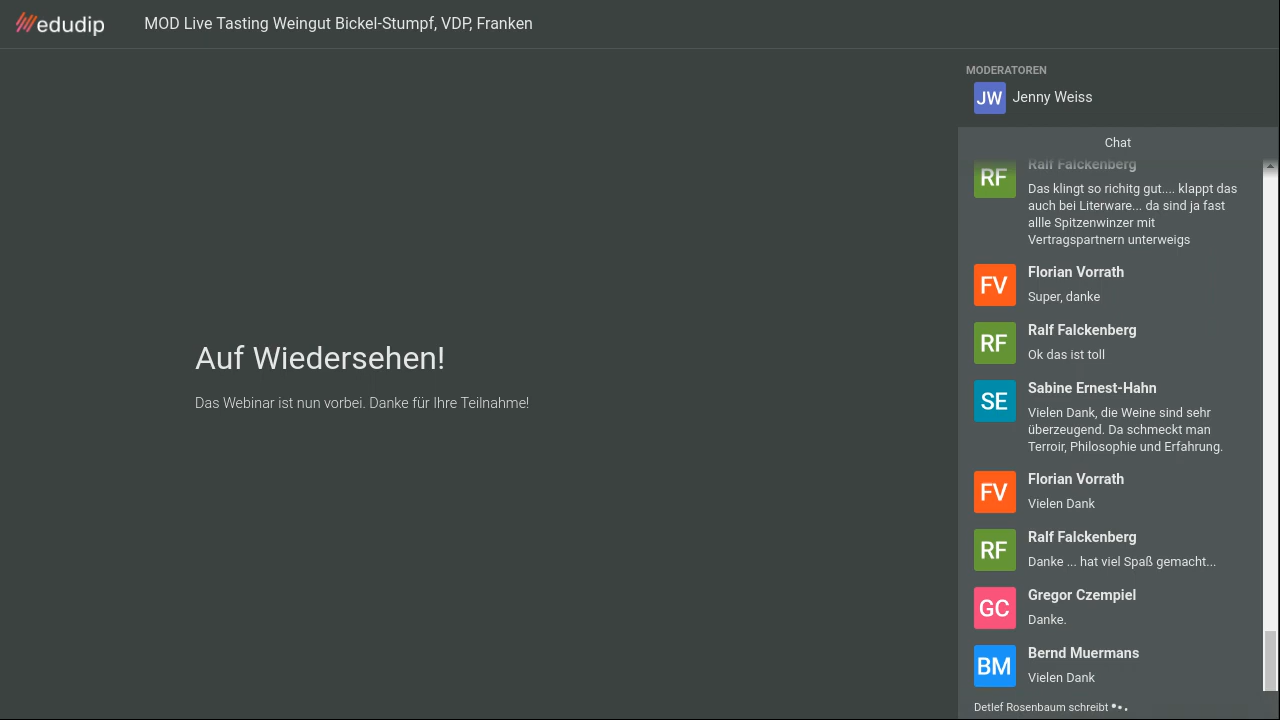 edudip
MOD Live Tasting Weingut Bickel-Stumpf, VDP, Franken
Auf Wiedersehen!
Das Webinar ist nun vorbei. Danke für Ihre Teilnahme!
MODERATOREN
JW
Jenny Weiss
Chat
RF
Ralf Falckenberg
Das klingt so richitg gut.... klappt das
auch bei Literware... da sind ja fast
allle Spitzenwinzer mit
Vertragspartnern unterweigs
FV
Florian Vorrath
Super, danke
RF
Ralf Falckenberg
Ok das ist toll
SE
Sabine Ernest-Hahn
Vielen Dank, die Weine sind sehr
überzeugend. Da schmeckt man
Terroir, Philosophie und Erfahrung.
FV
Florian Vorrath
Vielen Dank
RF
Ralf Falckenberg
Danke ... hat viel Spaß gemacht...
GC
Gregor Czempiel
Danke.
BM
Bernd Muermans
Vielen Dank
Detlef Rosenbaum schreibt